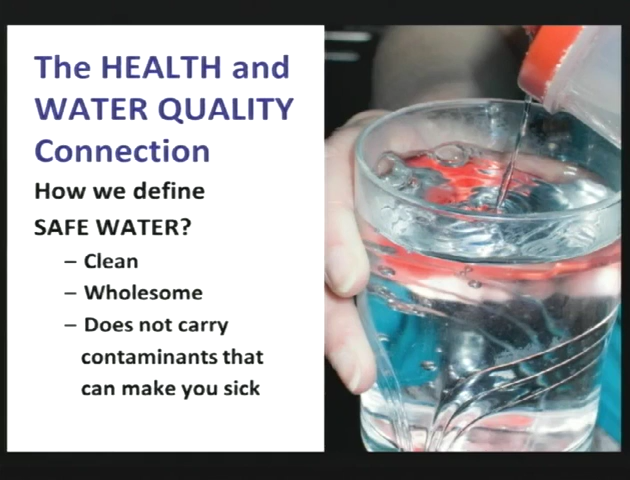 The HEALTH and
WATER QUALITY
Connection
How we define
SAFE WATER?
– Clean
– Wholesome
– Does not carry
contaminants that
can make you sick